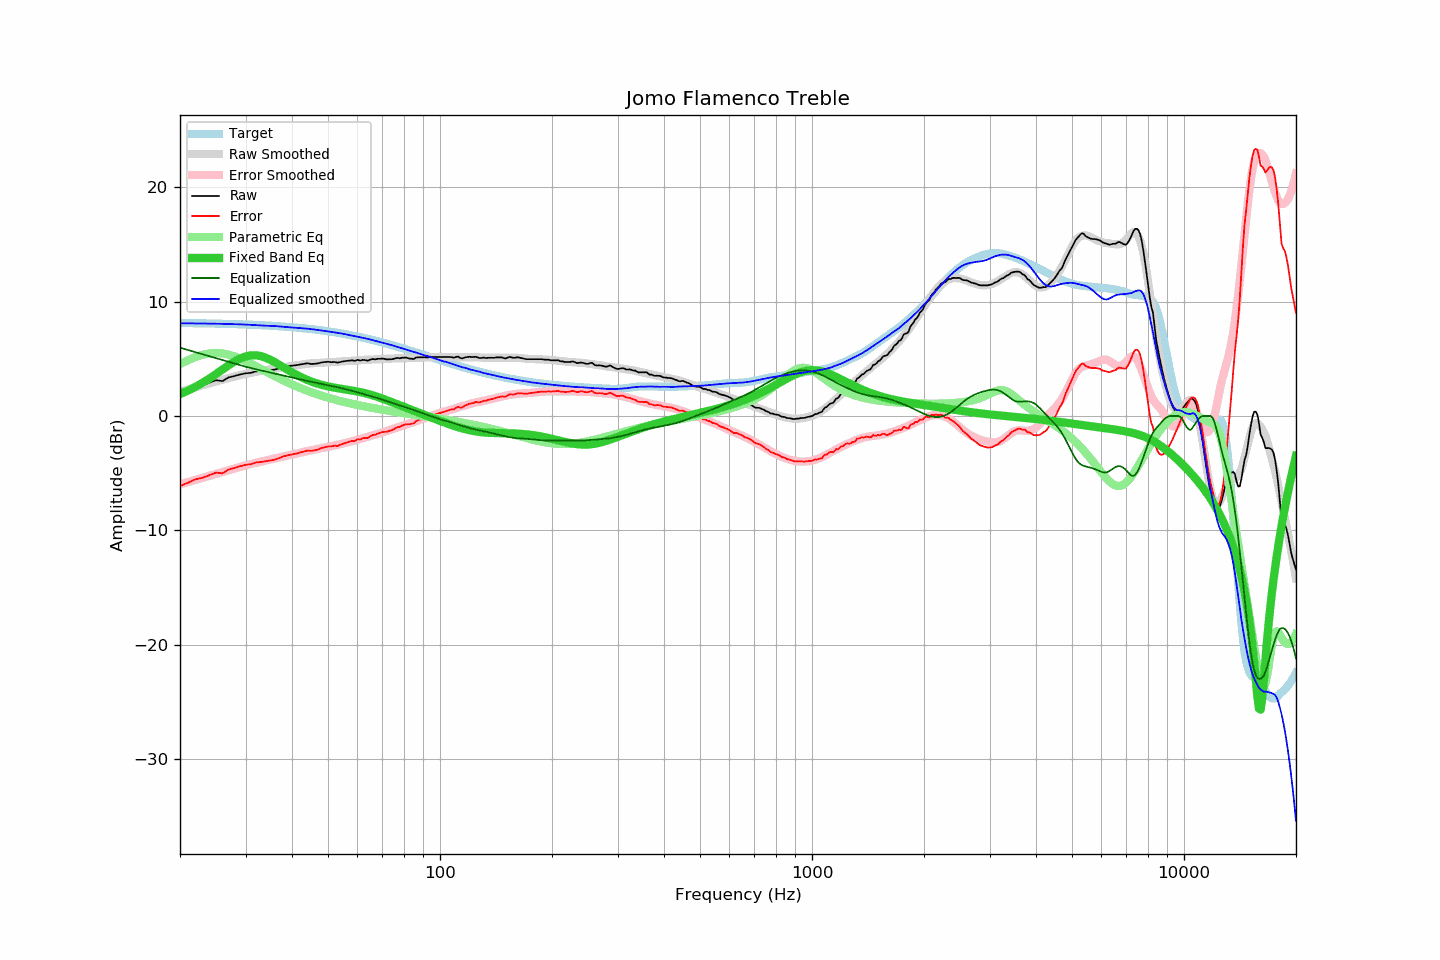 Jomo Flamenco Treble
Target
Raw Smoothed
Error Smoothed
Raw
Error
Parametric Eq
Fixed Band Eq
Equalization
Equalized smoothed
Amplitude (dBr)
20
10
0
−10
−20
−30
100
1000
10000
Frequency (Hz)